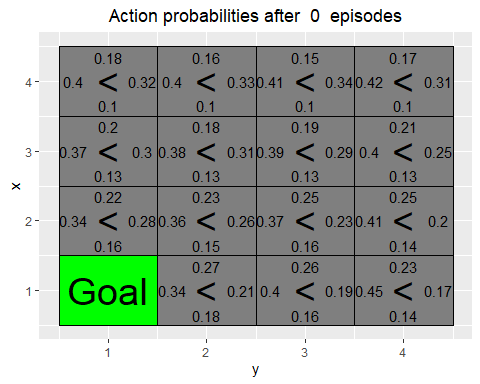 Action probabilities after 0 episodes
0.18 0.16 0.15 0.17
4 0.4 < 0.32 0.4 < 0.33 0.41 < 0.34 0.42 < 0.31
0.1 0.1 0.1 0.1
0.2 0.18 0.19 0.21
3 0.37 < 0.3 0.38 < 0.31 0.39 < 0.29 0.4 < 0.25
0.13 0.13 0.13 0.13
x
0.22 0.23 0.25 0.25
2 0.34 < 0.28 0.36 < 0.26 0.37 < 0.23 0.41 < 0.2
0.16 0.15 0.16 0.14
0.27 0.26 0.23
1 Goal 0.34 < 0.21 0.4 < 0.19 0.45 < 0.17
0.18 0.16 0.14
1 2 3 4
y